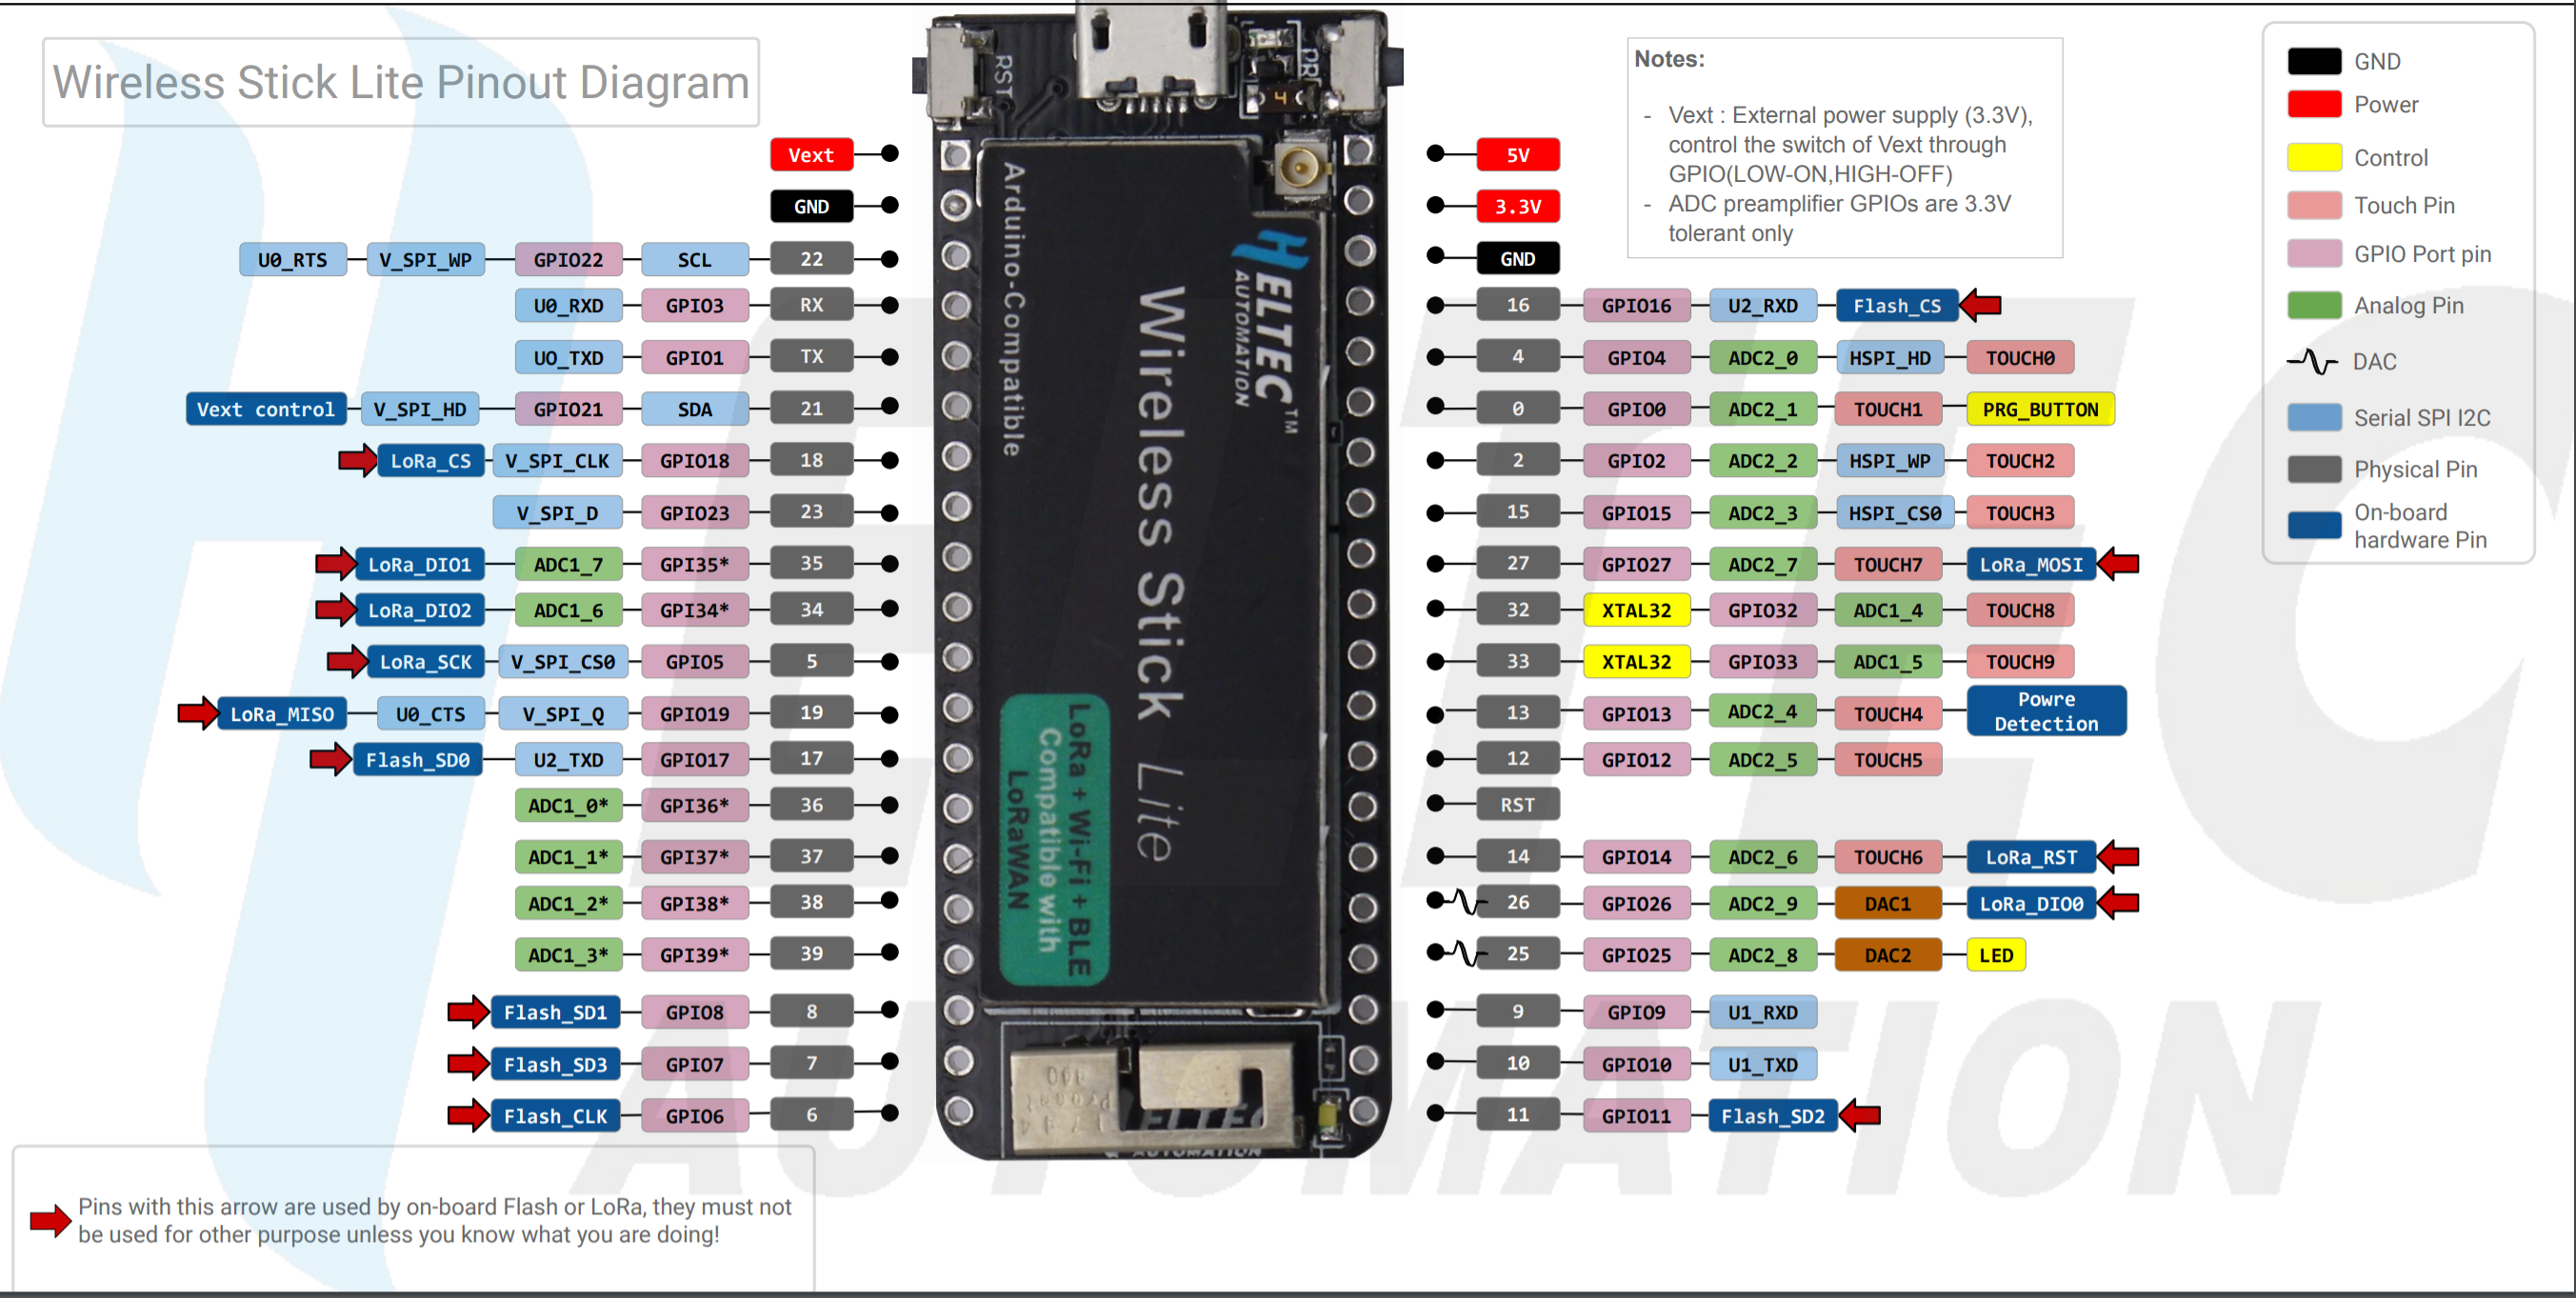 Wireless Stick Lite Pinout Diagram
Notes:
- Vext : External power supply (3.3V),
control the switch of Vext through
GPIO(LOW-ON,HIGH-OFF)
- ADC preamplifier GPIOs are 3.3V
tolerant only
GND
Power
Control
Touch Pin
GPIO Port pin
Analog Pin
DAC
Serial SPI I2C
Physical Pin
On-board
hardware Pin
Vext
GND
U0_RTS V_SPI_WP GPIO22 SCL 22
U0_RXD GPIO3 RX
UO_TXD GPIO1 TX
Vext control V_SPI_HD GPIO21 SDA 21
LoRa_CS V_SPI_CLK GPIO18 18
V_SPI_D GPIO23 23
LoRa_DIO1 ADC1_7 GPI35* 35
LoRa_DIO2 ADC1_6 GPI34* 34
LoRa_SCK V_SPI_CS0 GPIO5 5
LoRa_MISO U0_CTS V_SPI_Q GPIO19 19
Flash_SD0 U2_TXD GPIO17 17
ADC1_0* GPI36* 36
ADC1_1* GPI37* 37
ADC1_2* GPI38* 38
ADC1_3* GPI39* 39
Flash_SD1 GPIO8 8
Flash_SD3 GPIO7 7
Flash_CLK GPIO6 6
RST
PR
4
Arduino-Compatible
HELTEC™
AUTOMATION
Wireless Stick Lite
LoRa + Wi-Fi + BLE
Compatible with
LoRaWAN
ELTEC
AUTOMATION
5V
3.3V
GND
16 GPIO16 U2_RXD Flash_CS
4 GPIO4 ADC2_0 HSPI_HD TOUCH0
0 GPIO0 ADC2_1 TOUCH1 PRG_BUTTON
2 GPIO2 ADC2_2 HSPI_WP TOUCH2
15 GPIO15 ADC2_3 HSPI_CS0 TOUCH3
27 GPIO27 ADC2_7 TOUCH7 LoRa_MOSI
32 XTAL32 GPIO32 ADC1_4 TOUCH8
33 XTAL32 GPIO33 ADC1_5 TOUCH9
13 GPIO13 ADC2_4 TOUCH4 Powre
Detection
12 GPIO12 ADC2_5 TOUCH5
RST
14 GPIO14 ADC2_6 TOUCH6 LoRa_RST
26 GPIO26 ADC2_9 DAC1 LoRa_DIO0
25 GPIO25 ADC2_8 DAC2 LED
9 GPIO9 U1_RXD
10 GPIO10 U1_TXD
11 GPIO11 Flash_SD2
HELTEC
AUTOMATION
Pins with this arrow are used by on-board Flash or LoRa, they must not
be used for other purpose unless you know what you are doing!